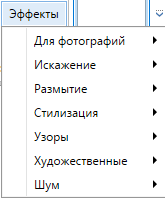 Эффекты
Для фотографий
Искажение
Размытие
Стилизация
Узоры
Художественные
Шум